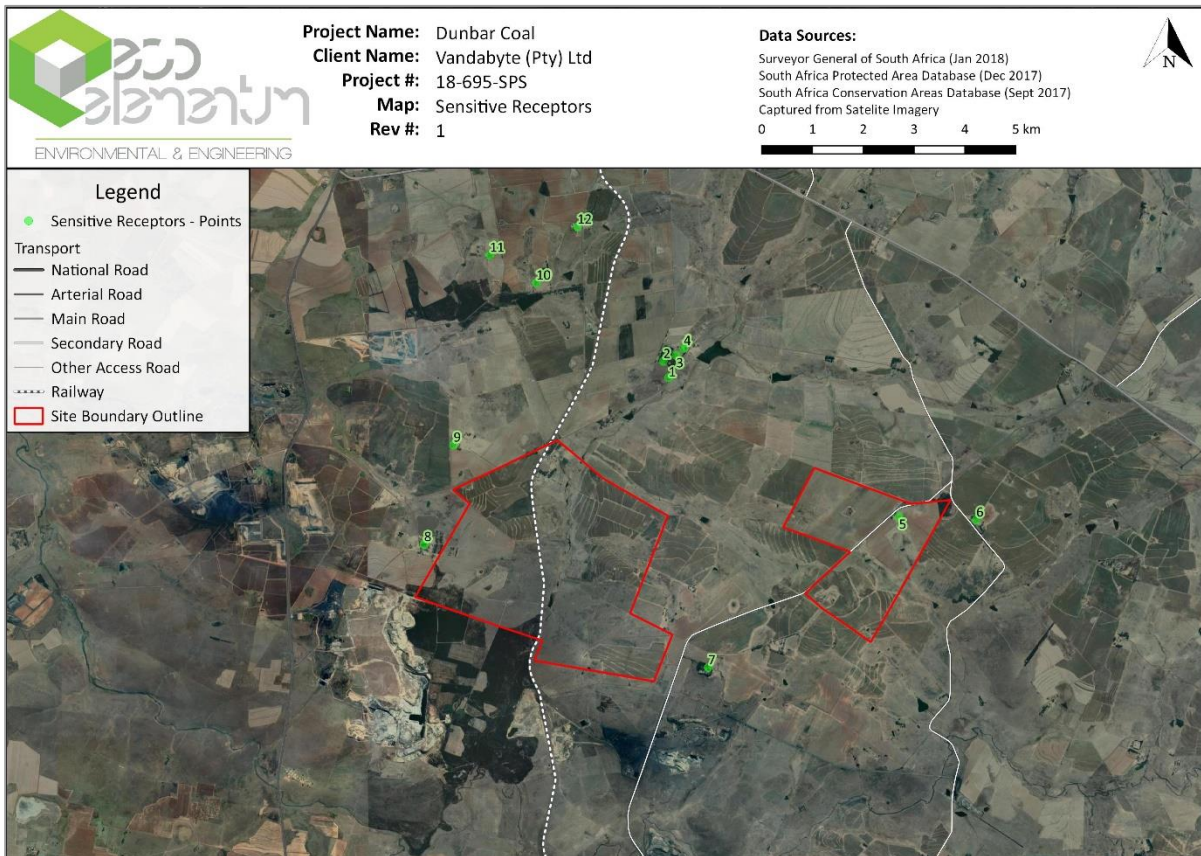 eco
elementum
ENVIRONMENTAL & ENGINEERING
Project Name: Dunbar Coal
Client Name: Vandabyte (Pty) Ltd
Project #: 18-695-SPS
Map: Sensitive Receptors
Rev #: 1
Data Sources:
Surveyor General of South Africa (Jan 2018)
South Africa Protected Area Database (Dec 2017)
South Africa Conservation Areas Database (Sept 2017)
Captured from Satelite Imagery
0 1 2 3 4 5 km
N
Legend
Sensitive Receptors - Points
Transport
National Road
Arterial Road
Main Road
Secondary Road
Other Access Road
Railway
Site Boundary Outline
12
11
10
4
2
3
1
9
5
6
8
7